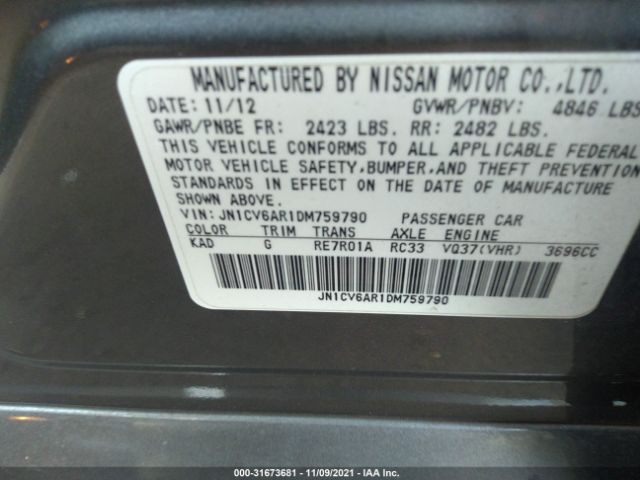 MANUFACTURED BY NISSAN MOTOR CO.,LTD.
DATE: 11/12 GVWR/PNBV: 4846 LBS
GAWR/PNBE FR: 2423 LBS. RR: 2482 LBS.
THIS VEHICLE CONFORMS TO ALL APPLICABLE FEDERAL
MOTOR VEHICLE SAFETY,BUMPER,AND THEFT PREVENTION
STANDARDS IN EFFECT ON THE DATE OF MANUFACTURE
SHOWN ABOVE.
VIN: JN1CV6AR1DM759790 PASSENGER CAR
COLOR TRIM TRANS AXLE ENGINE
KAD G RE7R01A RC33 VQ37(VHR) 3696CC
JN1CV6AR1DM759790
000-31673681 - 11/09/2021 - IAA Inc.